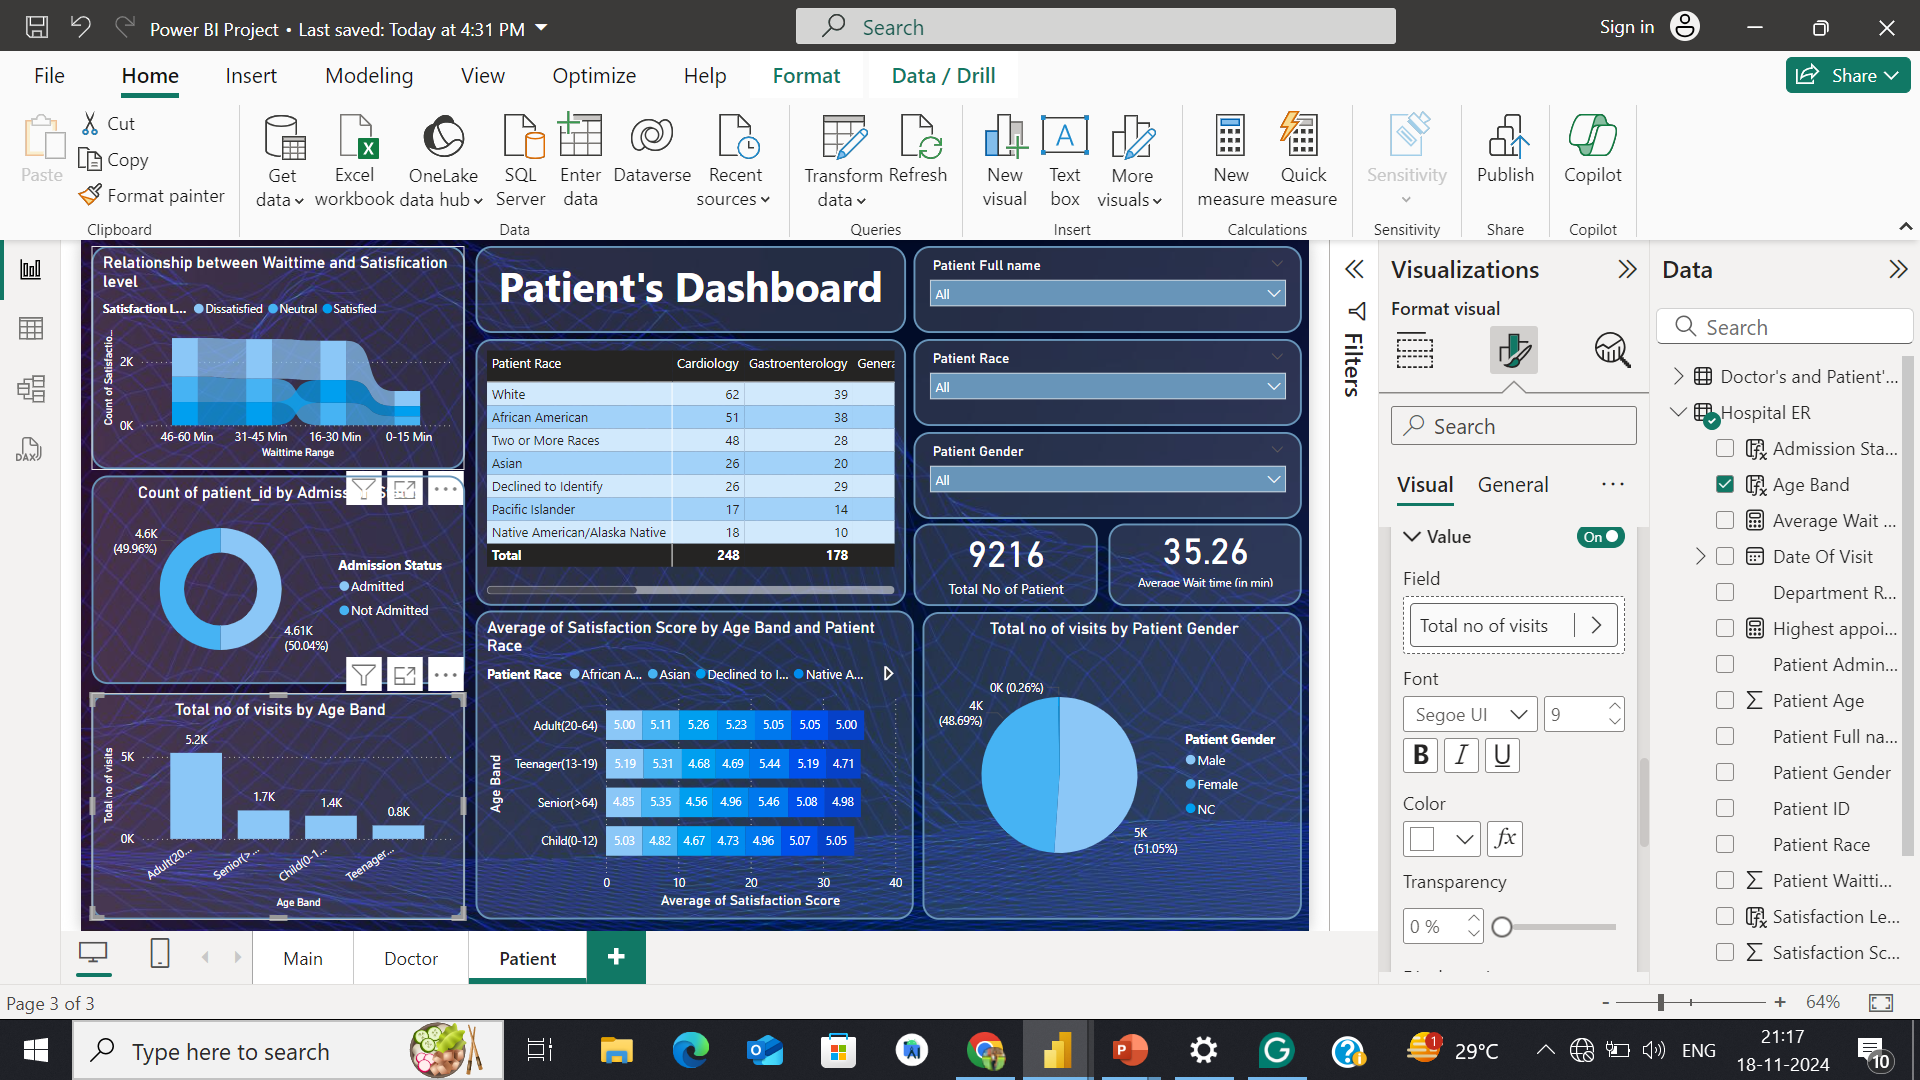 Power BI Project • Last saved: Today at 4:31 PM
Search
Sign in
File Home Insert Modeling View Optimize Help Format Data / Drill
Share
Paste
Cut
Copy
Format painter
Clipboard
Get data
Excel workbook
OneLake data hub
SQL Server
Enter data
Dataverse
Recent sources
Data
Transform data
Refresh
Queries
New visual
Text box
More visuals
Insert
New measure
Quick measure
Calculations
Sensitivity
Sensitivity
Publish
Share
Copilot
Copilot
DAX
Relationship between Waittime and Satisfication
level
Satisfaction L... Dissatisfied Neutral Satisfied
Count of Satisfactio...
2K
0K
46-60 Min 31-45 Min 16-30 Min 0-15 Min
Waittime Range
Count of patient_id by Admiss
4.6K
(49.96%)
4.61K
(50.04%)
Admission Status
Admitted
Not Admitted
Total no of visits by Age Band
Total no of visits
5K
0K
5.2K
1.7K
1.4K
0.8K
Adult(20... Senior(>... Child(0-1... Teenager...
Age Band
Patient's Dashboard
Patient Race Cardiology Gastroenterology Genera
White 62 39
African American 51 38
Two or More Races 48 28
Asian 26 20
Declined to Identify 26 29
Pacific Islander 17 14
Native American/Alaska Native 18 10
Total 248 178
Average of Satisfaction Score by Age Band and Patient
Race
Patient Race African A... Asian Declined to I... Native A...
Age Band
Adult(20-64) 5.00 5.11 5.26 5.23 5.05 5.05 5.00
Teenager(13-19) 5.19 5.31 4.68 4.69 5.44 5.19 4.71
Senior(>64) 4.85 5.35 4.56 4.96 5.46 5.08 4.98
Child(0-12) 5.03 4.82 4.67 4.73 4.96 5.07 5.05
0 10 20 30 40
Average of Satisfaction Score
Patient Full name
All
Patient Race
All
Patient Gender
All
9216
Total No of Patient
35.26
Average Wait time (in min)
Total no of visits by Patient Gender
0K (0.26%)
4K
(48.69%)
5K
(51.05%)
Patient Gender
Male
Female
NC
Filters
Visualizations
Format visual
Search
Visual General
Value
On
Field
Total no of visits
Font
Segoe UI 9
B I U
Color
fx
Transparency
0 %
Data
Search
Doctor's and Patient'...
Hospital ER
Admission Sta...
Age Band
Average Wait ...
Date Of Visit
Department R...
Highest appoi...
Patient Admin...
Patient Age
Patient Full na...
Patient Gender
Patient ID
Patient Race
Patient Waitti...
Satisfaction Le...
Satisfaction Sc...
Main Doctor Patient +
Page 3 of 3
- + 64%
Type here to search
1
29°C
ENG
21:17
18-11-2024
10